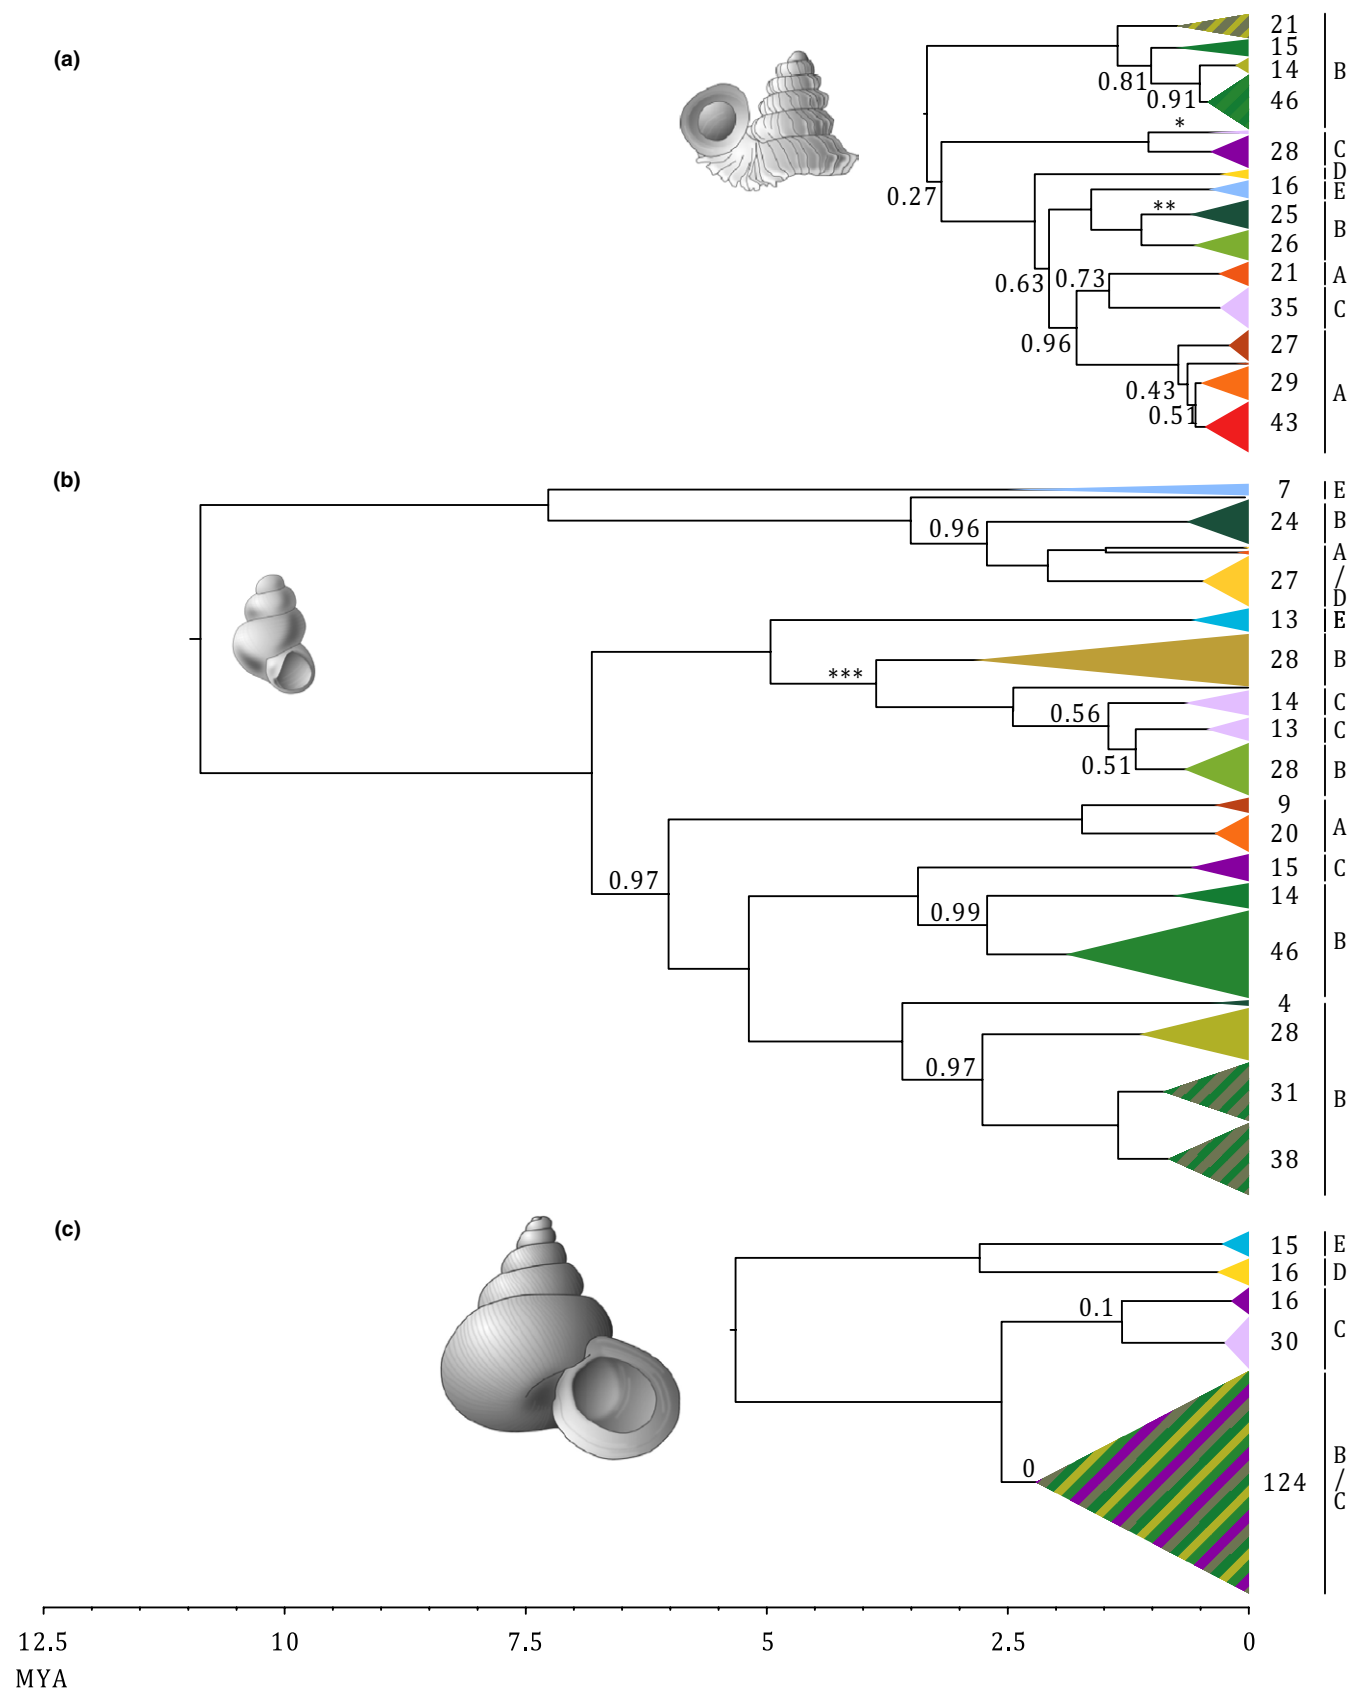 (a)
21
15
14
0.81
0.91
46
B
*
28
C
D
0.27
16
E
**
25
26
B
0.63
0.73
21
A
35
C
0.96
27
0.43
29
0.51
43
A
(b)
7
E
0.96
24
B
A
/
D
27
13
E
***
28
B
0.56
14
C
13
C
0.51
28
B
9
20
A
0.97
15
C
0.99
14
46
B
4
28
0.97
31
38
B
(c)
15
E
16
D
0.1
16
30
C
0
124
B
/
C
12.5 10 7.5 5 2.5 0
MYA